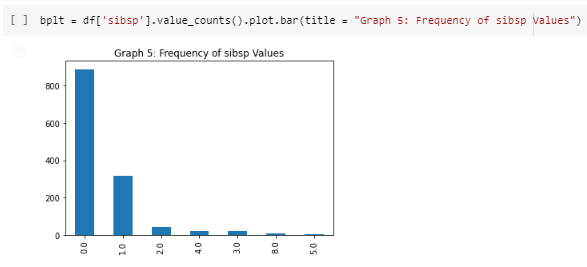 [ ] bplt = df['sibsp'].value_counts().plot.bar(title = "Graph 5: Frequency of sibsp Values")
Graph 5: Frequency of sibsp Values
800
600
400
200
0
0.0 1.0 2.0 4.0 3.0 8.0 5.0